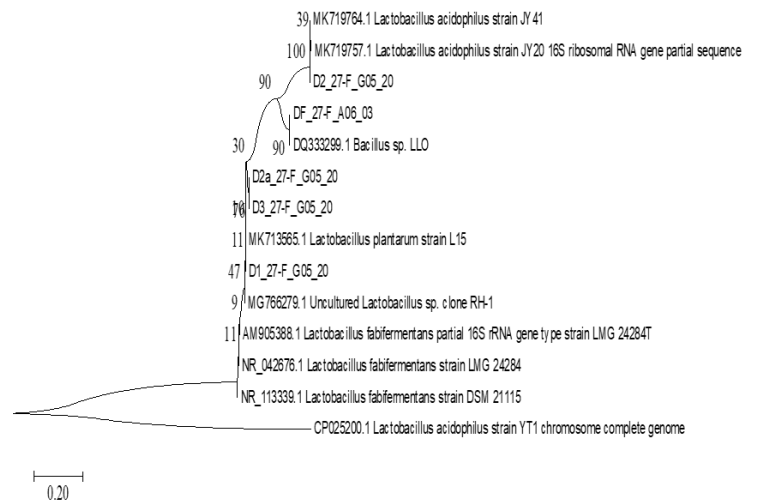 39 MK719764.1 Lactobacillus acidophilus strain JY41
100 MK719757.1 Lactobacillus acidophilus strain JY20 16S ribosomal RNA gene partial sequence
90 D2_27-F_G05_20
DF_27-F_A06_03
30 90 DQ333299.1 Bacillus sp. LLO
D2a_27-F_G05_20
76 D3_27-F_G05_20
11 MK713565.1 Lactobacillus plantarum strain L15
47 D1_27-F_G05_20
9 MG766279.1 Uncultured Lactobacillus sp. clone RH-1
11 AM905388.1 Lactobacillus fabifermentans partial 16S rRNA gene type strain LMG 24284T
NR_042676.1 Lactobacillus fabifermentans strain LMG 24284
NR_113339.1 Lactobacillus fabifermentans strain DSM 21115
CP025200.1 Lactobacillus acidophilus strain YT1 chromosome complete genome
0.20